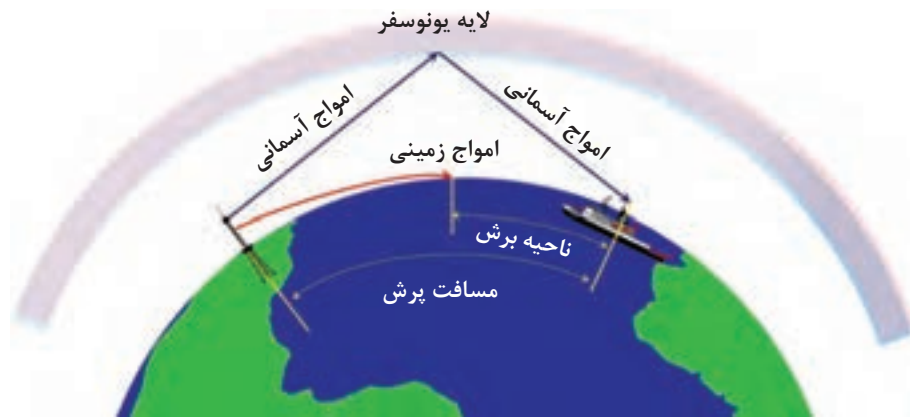 لایه یونوسفر
امواج آسمانی
امواج آسمانی
امواج زمینی
ناحیه برش
مسافت پرش